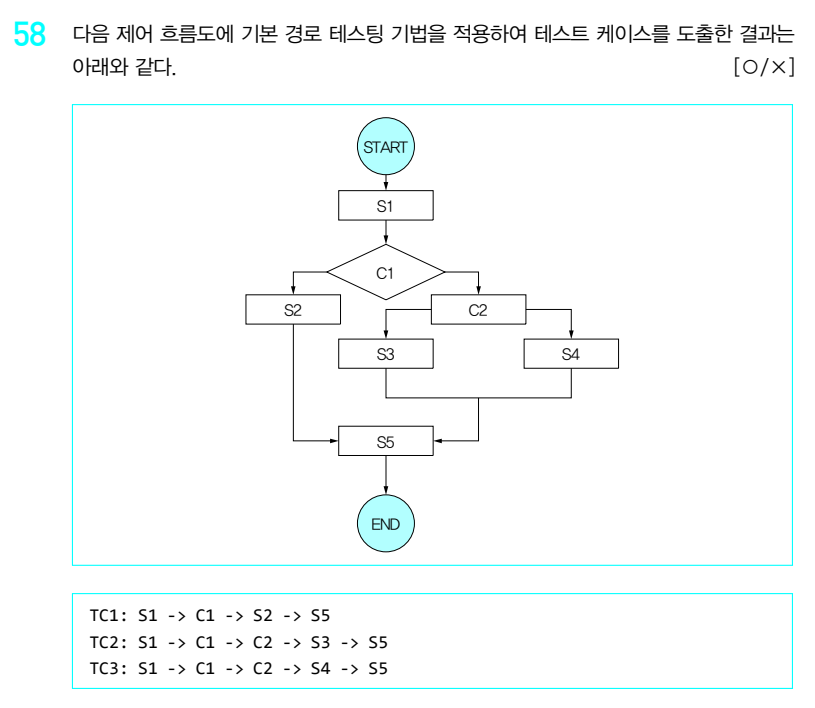 58 다음 제어 흐름도에 기본 경로 테스팅 기법을 적용하여 테스트 케이스를 도출한 결과는
아래와 같다. [○/×]
START
S1
C1
S2 C2
S3 S4
S5
END
TC1: S1 -> C1 -> S2 -> S5
TC2: S1 -> C1 -> C2 -> S3 -> S5
TC3: S1 -> C1 -> C2 -> S4 -> S5